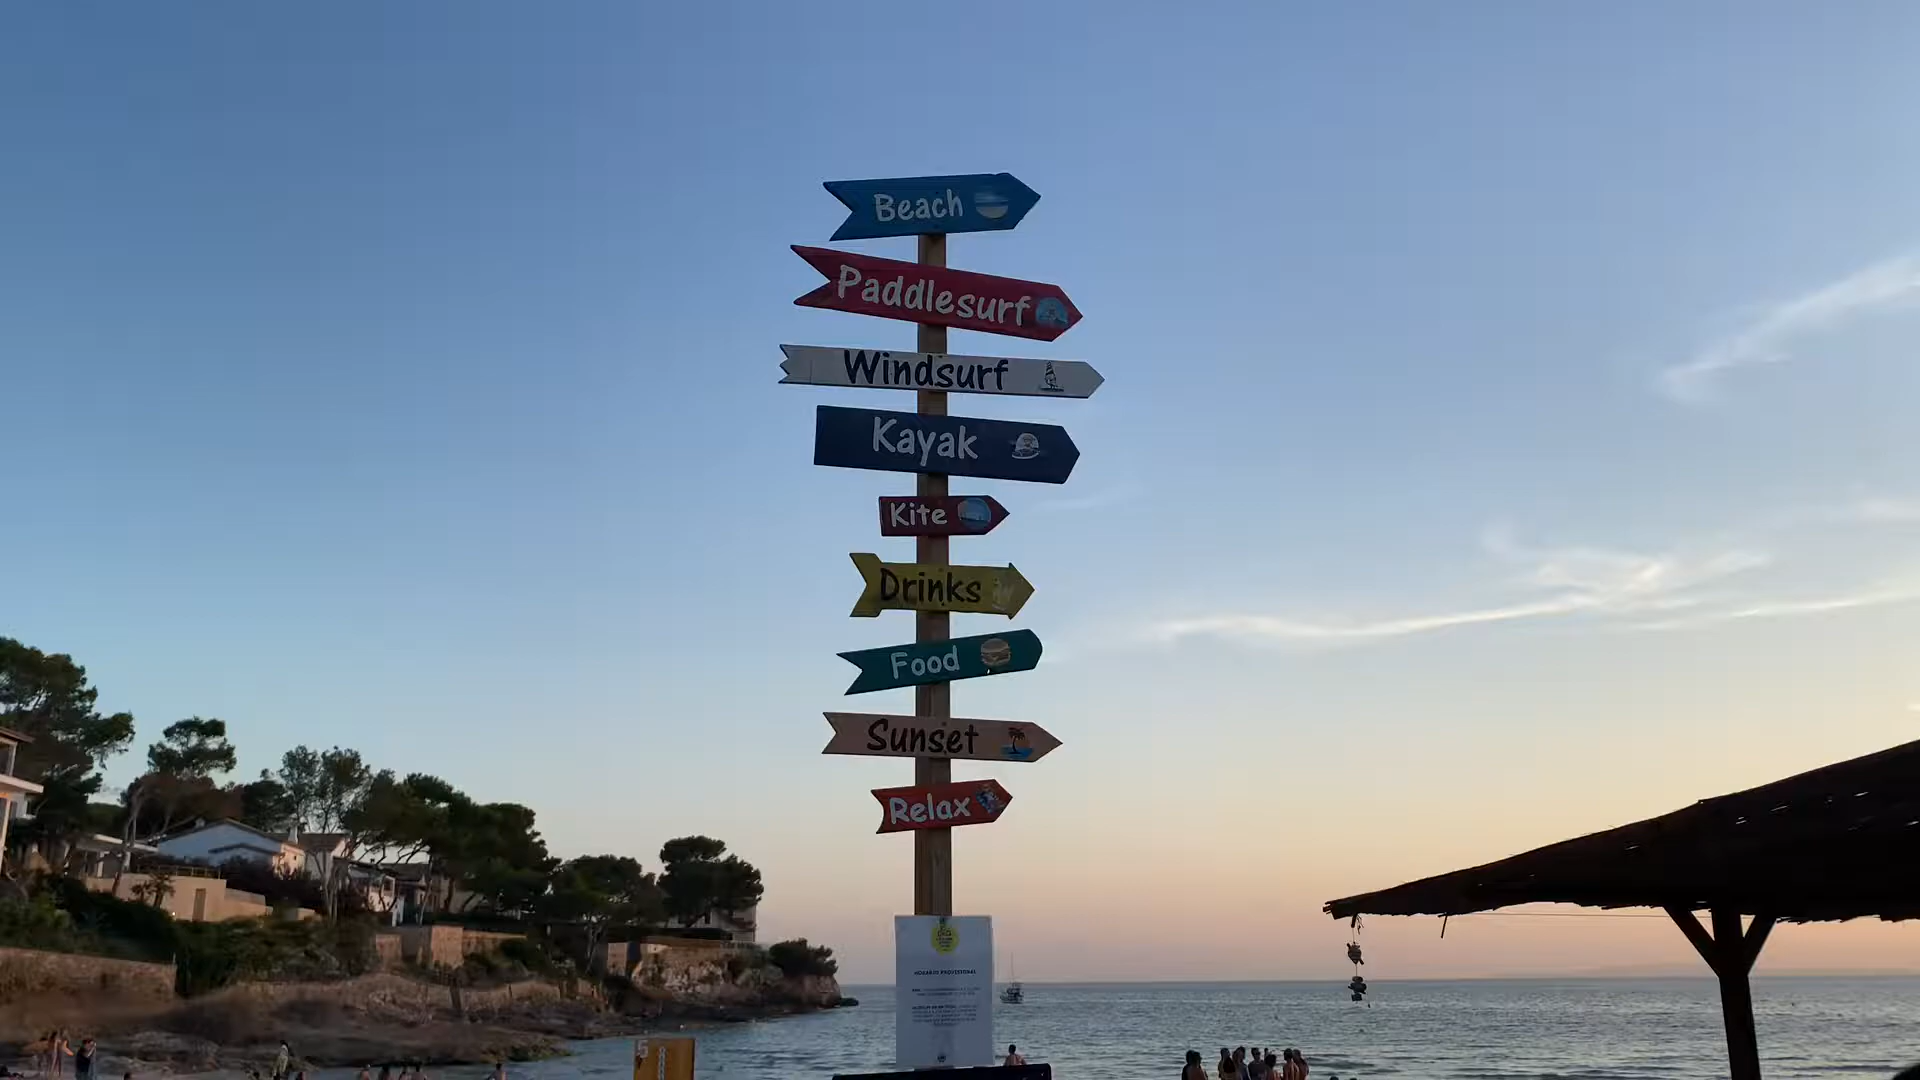 Beach
Paddlesurf
Windsurf
Kayak
Kite
Drinks
Food
Sunset
Relax
HORARIO PROVISIONAL